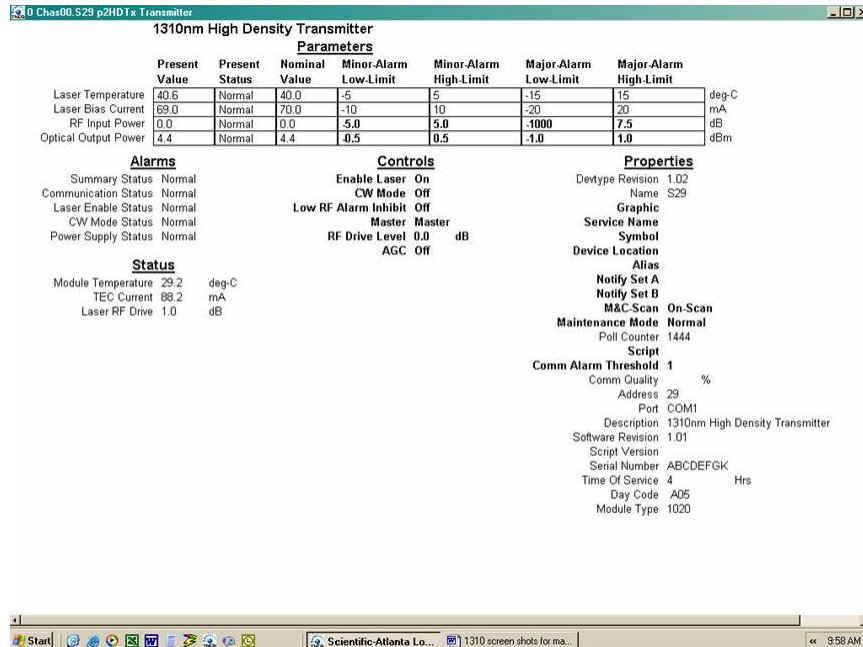 0 Chas00.S29 p2HDTx Transmitter
1310nm High Density Transmitter
Parameters
Present Value Present Status Nominal Value Minor-Alarm Low-Limit Minor-Alarm High-Limit Major-Alarm Low-Limit Major-Alarm High-Limit
Laser Temperature 40.6 Normal 40.0 -5 5 -15 15 deg-C
Laser Bias Current 69.0 Normal 70.0 -10 10 -20 20 mA
RF Input Power 0.0 Normal 0.0 -5.0 5.0 -1000 7.5 dB
Optical Output Power 4.4 Normal 4.4 -0.5 0.5 -1.0 1.0 dBm
Alarms
Summary Status Normal
Communication Status Normal
Laser Enable Status Normal
CW Mode Status Normal
Power Supply Status Normal
Status
Module Temperature 29.2 deg-C
TEC Current 88.2 mA
Laser RF Drive 1.0 dB
Controls
Enable Laser On
CW Mode Off
Low RF Alarm Inhibit Off
Master Master
RF Drive Level 0.0 dB
AGC Off
Properties
Devtype Revision 1.02
Name S29
Graphic
Service Name
Symbol
Device Location
Alias
Notify Set A
Notify Set B
M&C-Scan On-Scan
Maintenance Mode Normal
Poll Counter 1444
Script
Comm Alarm Threshold 1
Comm Quality %
Address 29
Port COM1
Description 1310nm High Density Transmitter
Software Revision 1.01
Script Version
Serial Number ABCDEFGK
Time Of Service 4 Hrs
Day Code A05
Module Type 1020
Start
Scientific-Atlanta Lo...
1310 screen shots for ma...
« 9:58 AM